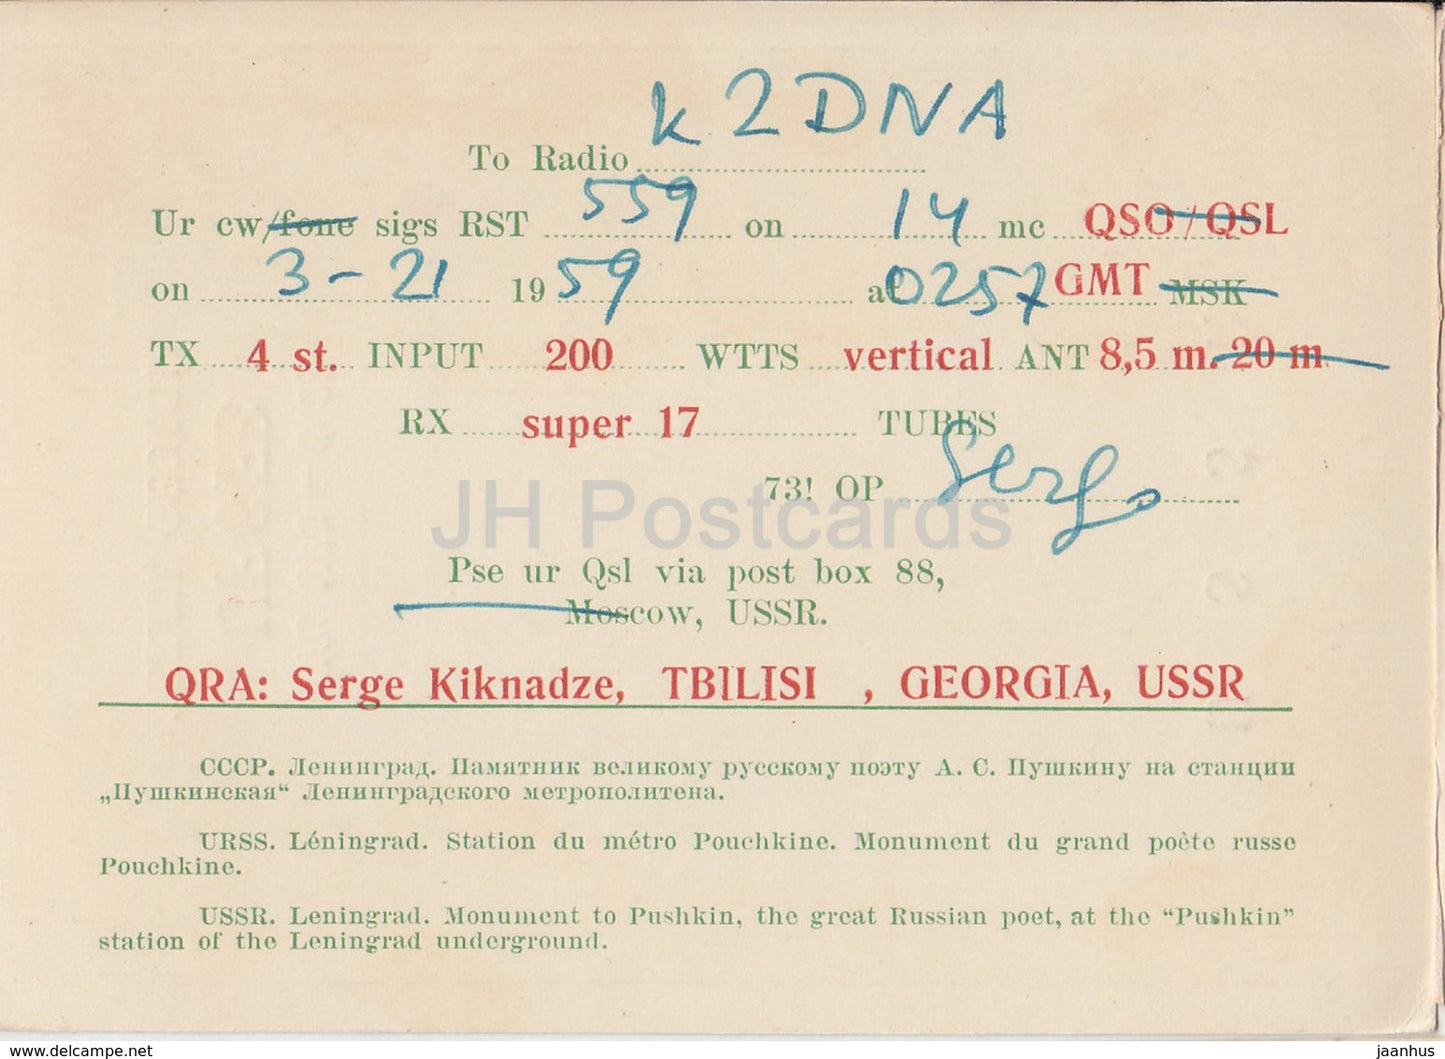 To Radio K2DNA
Ur cw/fone sigs RST 559 on 14 mc QSO/QSL
on 3-21 1959 at 0257 GMT MSK
TX 4 st. INPUT 200 WTTS vertical ANT 8,5 m. 20 m.
RX super 17 TUBES
73! OP Sergo
JH Postcards
Pse ur Qsl via post box 88,
Moscow, USSR.
QRA: Serge Kiknadze, TBILISI , GEORGIA, USSR
СССР. Ленинград. Памятник великому русскому поэту А. С. Пушкину на станции
„Пушкинская“ Ленинградского метрополитена.
URSS. Léningrad. Station du métro Pouchkine. Monument du grand poète russe
Pouchkine.
USSR. Leningrad. Monument to Pushkin, the great Russian poet, at the “Pushkin”
station of the Leningrad underground.
www.delcampe.net
jaanhus